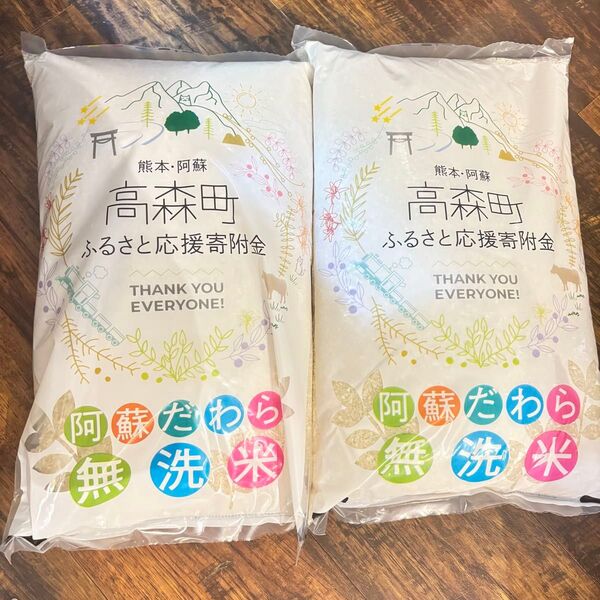 熊本・阿蘇
高森町
ふるさと応援寄附金
THANK YOU
EVERYONE!
阿蘇だわら
無洗米
熊本・阿蘇
高森町
ふるさと応援寄附金
THANK YOU
EVERYONE!
阿蘇だわら
無洗米